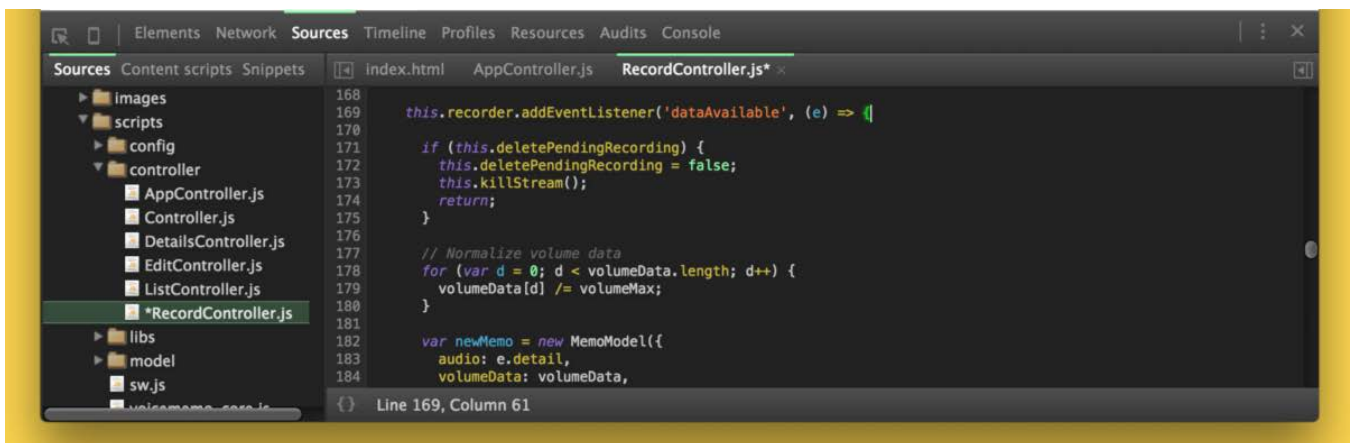 Elements Network Sources Timeline Profiles Resources Audits Console
Sources Content scripts Snippets
index.html AppController.js RecordController.js* ×
images
scripts
config
controller
AppController.js
Controller.js
DetailsController.js
EditController.js
ListController.js
*RecordController.js
libs
model
sw.js
168
169 this.recorder.addEventListener('dataAvailable', (e) => {
170
171 if (this.deletePendingRecording) {
172 this.deletePendingRecording = false;
173 this.killStream();
174 return;
175 }
176
177 // Normalize volume data
178 for (var d = 0; d < volumeData.length; d++) {
179 volumeData[d] /= volumeMax;
180 }
181
182 var newMemo = new MemoModel({
183 audio: e.detail,
184 volumeData: volumeData,
{} Line 169, Column 61